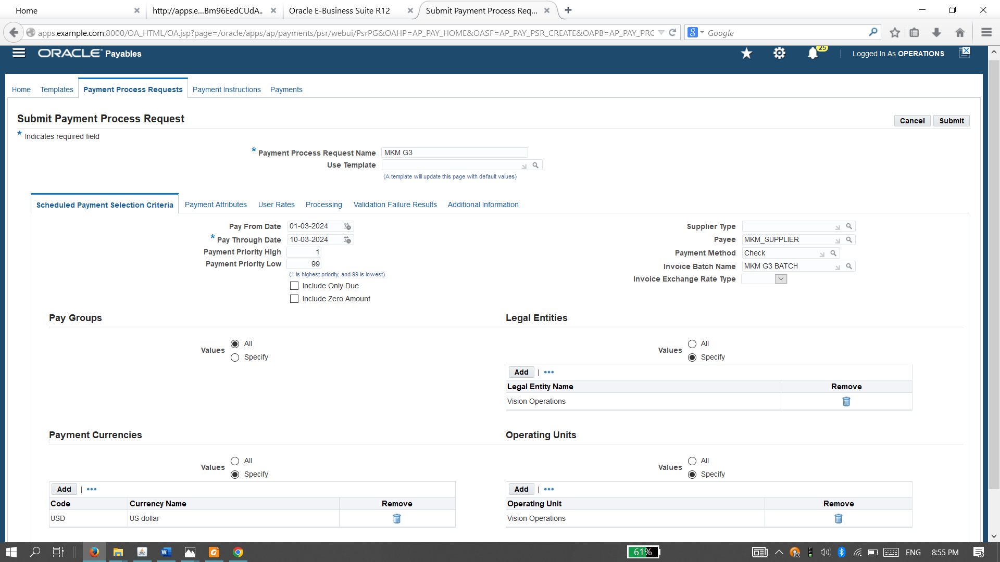 Home
http://apps.e...Bm96EedCUdA..
Oracle E-Business Suite R12
Submit Payment Process Req...
apps.example.com:8000/OA_HTML/OA.jsp?page=/oracle/apps/ap/payments/psr/webui/PsrPG&OAHP=AP_PAY_HOME&OASF=AP_PAY_PSR_CREATE&OAPB=AP_PAY_PRC
Google
ORACLE Payables
25
Logged In As OPERATIONS
Home
Templates
Payment Process Requests
Payment Instructions
Payments
Submit Payment Process Request
Cancel
Submit
* Indicates required field
* Payment Process Request Name MKM G3
Use Template
(A template will update this page with default values)
Scheduled Payment Selection Criteria
Payment Attributes
User Rates
Processing
Validation Failure Results
Additional Information
Pay From Date 01-03-2024
* Pay Through Date 10-03-2024
Payment Priority High 1
Payment Priority Low 99
(1 is highest priority, and 99 is lowest)
Include Only Due
Include Zero Amount
Supplier Type
Payee MKM_SUPPLIER
Payment Method Check
Invoice Batch Name MKM G3 BATCH
Invoice Exchange Rate Type
Pay Groups
Values
All
Specify
Legal Entities
Values
All
Specify
Add | •••
Legal Entity Name
Remove
Vision Operations
Payment Currencies
Values
All
Specify
Add | •••
Code
Currency Name
Remove
USD
US dollar
Operating Units
Values
All
Specify
Add | •••
Operating Unit
Remove
Vision Operations
61%
ENG
8:55 PM